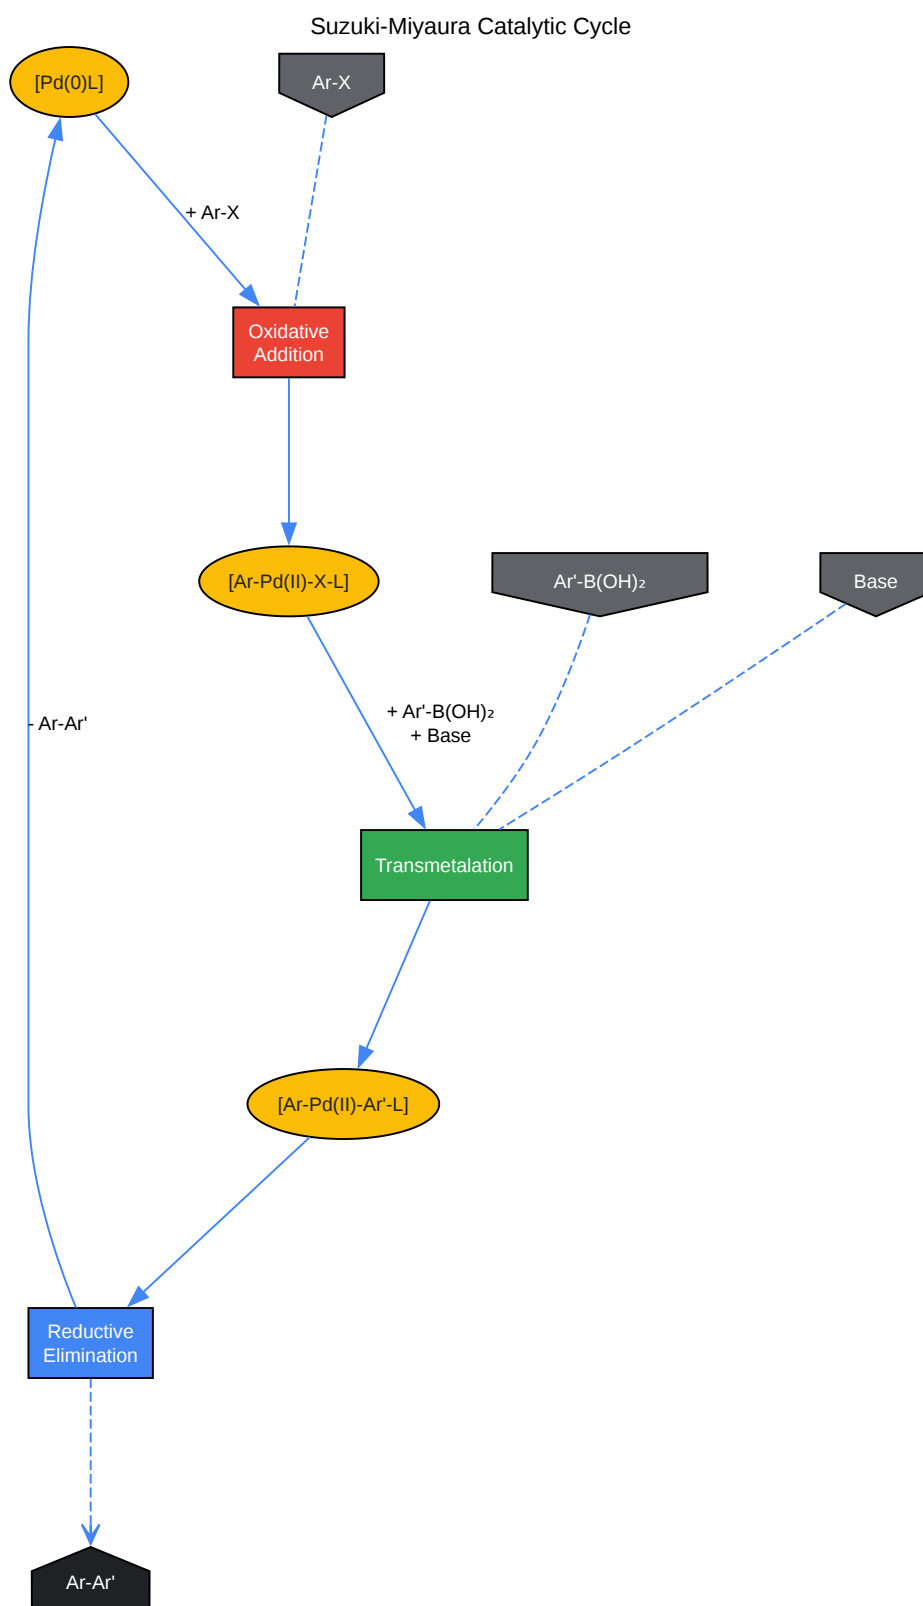 Suzuki-Miyaura Catalytic Cycle
[Pd(0)L]
Ar-X
+ Ar-X
Oxidative
Addition
[Ar-Pd(II)-X-L]
Ar'-B(OH)₂
Base
+ Ar'-B(OH)₂
+ Base
- Ar-Ar'
Transmetalation
[Ar-Pd(II)-Ar'-L]
Reductive
Elimination
Ar-Ar'